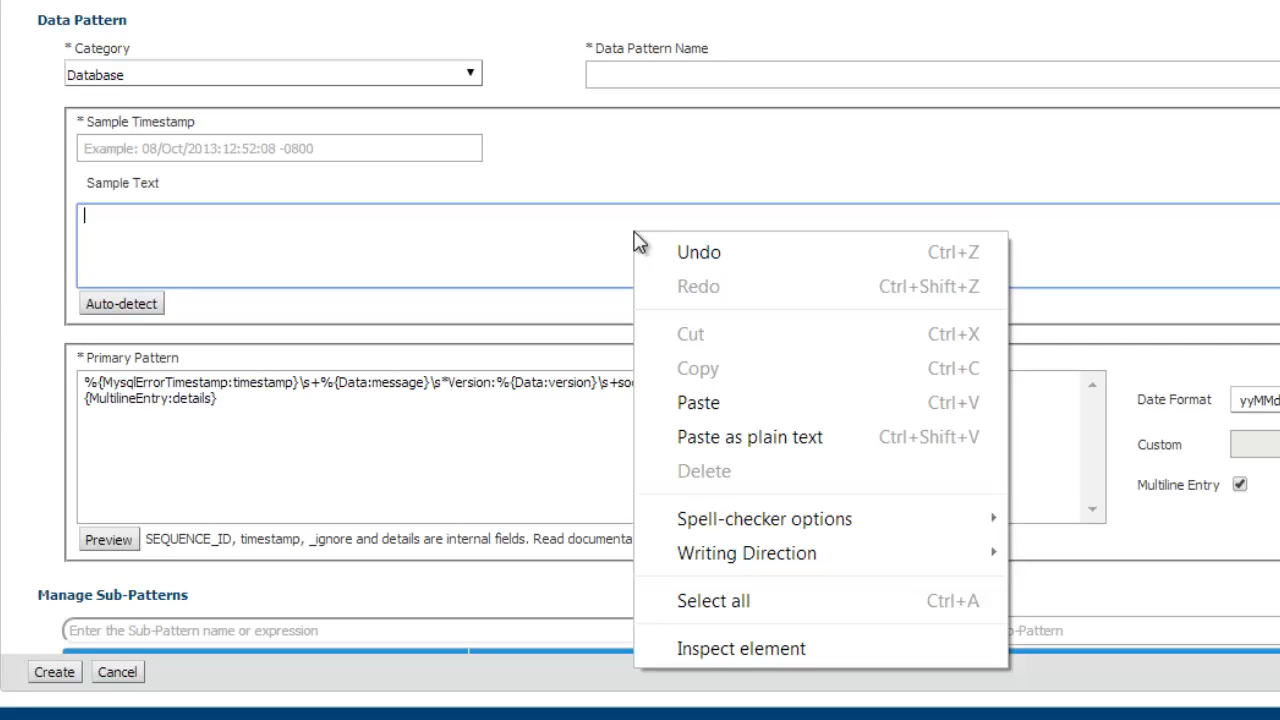 Data Pattern
* Category
* Data Pattern Name
Database
* Sample Timestamp
Example: 08/Oct/2013:12:52:08 -0800
Sample Text
Auto-detect
* Primary Pattern
%{MysqlErrorTimestamp:timestamp}\s+%{Data:message}\s*Version:%{Data:version}\s+so
{MultilineEntry:details}
Date Format
yyMMd
Custom
Multiline Entry
Preview
SEQUENCE_ID, timestamp, _ignore and details are internal fields. Read documenta
Undo Ctrl+Z
Redo Ctrl+Shift+Z
Cut Ctrl+X
Copy Ctrl+C
Paste Ctrl+V
Paste as plain text Ctrl+Shift+V
Delete
Spell-checker options
Writing Direction
Select all Ctrl+A
Inspect element
Manage Sub-Patterns
Enter the Sub-Pattern name or expression
-Pattern
Create
Cancel